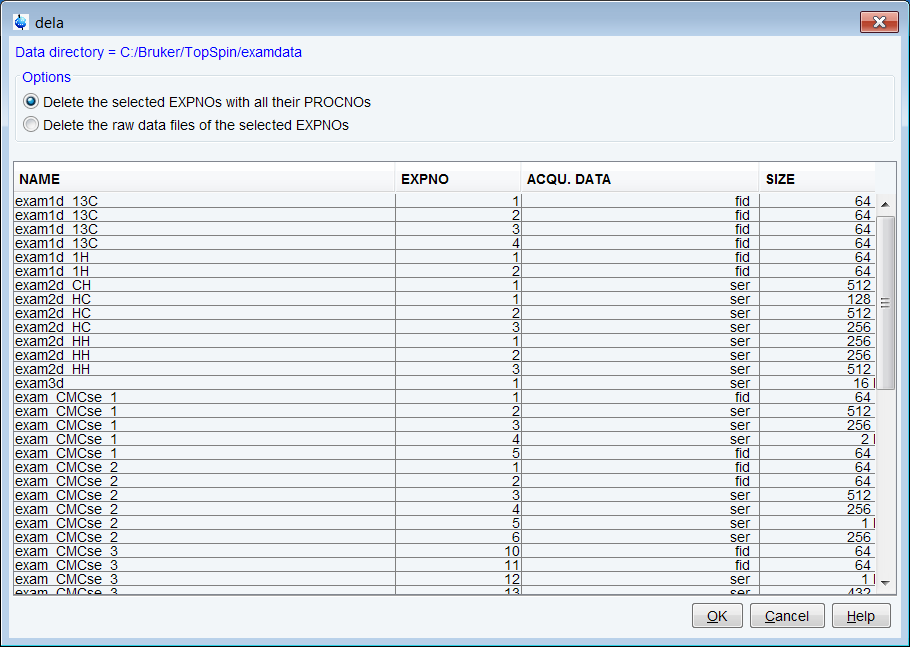 dela
Data directory = C:/Bruker/TopSpin/examdata
Options
Delete the selected EXPNOs with all their PROCNOs
Delete the raw data files of the selected EXPNOs
NAME EXPNO ACQU. DATA SIZE
exam1d_13C 1 fid 64
exam1d_13C 2 fid 64
exam1d_13C 3 fid 64
exam1d_13C 4 fid 64
exam1d_1H 1 fid 64
exam1d_1H 2 fid 64
exam2d_CH 1 ser 512
exam2d_HC 1 ser 128
exam2d_HC 2 ser 512
exam2d_HC 3 ser 256
exam2d_HH 1 ser 256
exam2d_HH 2 ser 256
exam2d_HH 3 ser 512
exam3d 1 ser 16
exam_CMCse_1 1 fid 64
exam_CMCse_1 2 ser 512
exam_CMCse_1 3 ser 256
exam_CMCse_1 4 ser 2
exam_CMCse_1 5 fid 64
exam_CMCse_2 1 fid 64
exam_CMCse_2 2 fid 64
exam_CMCse_2 3 ser 512
exam_CMCse_2 4 ser 256
exam_CMCse_2 5 ser 1
exam_CMCse_2 6 ser 256
exam_CMCse_3 10 fid 64
exam_CMCse_3 11 fid 64
exam_CMCse_3 12 ser 1
exam_CMCse_3 13 ser 432
OK Cancel Help